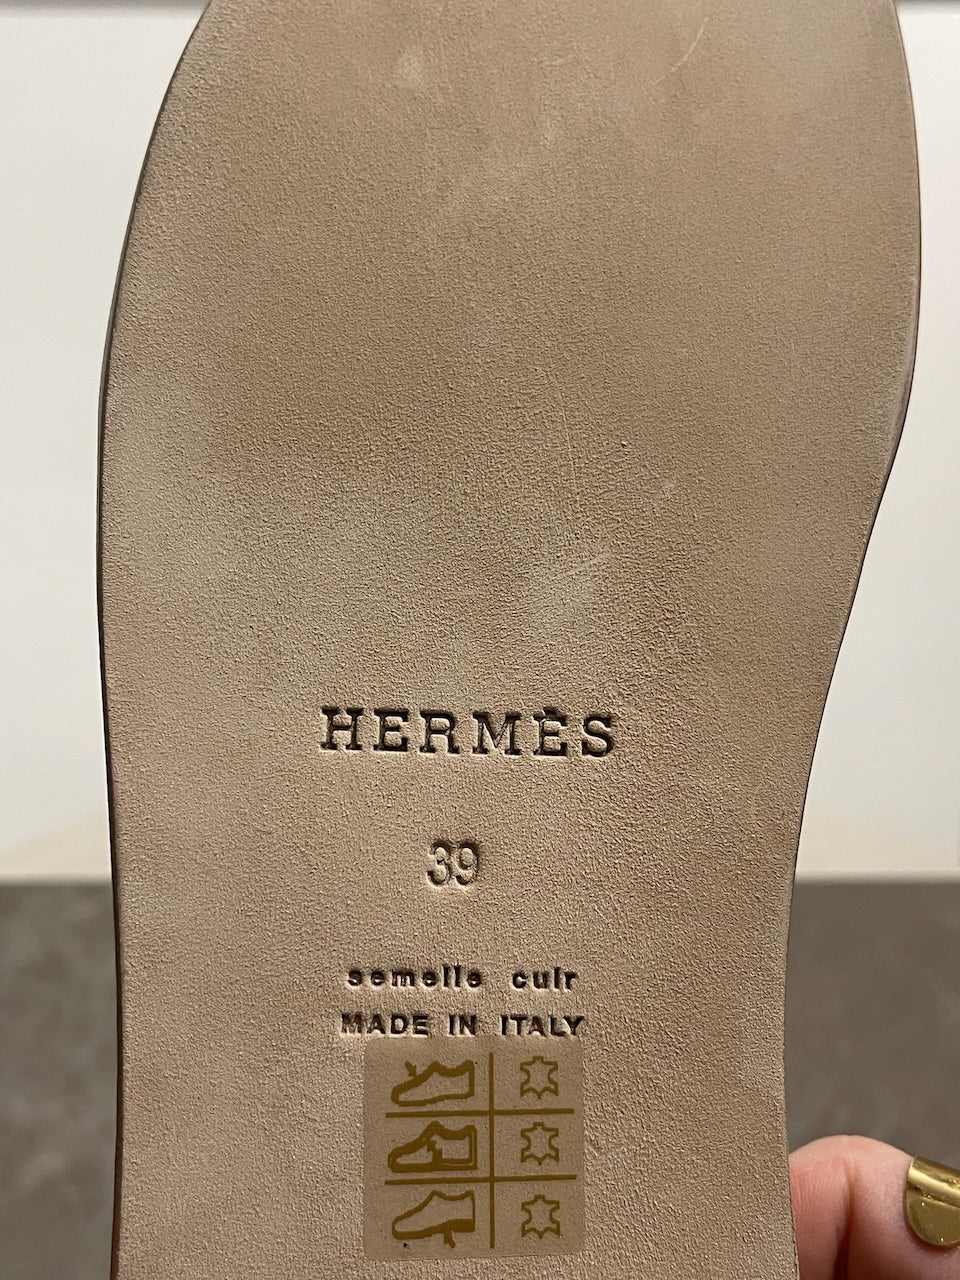 HERMÈS
39
semelle cuir
MADE IN ITALY